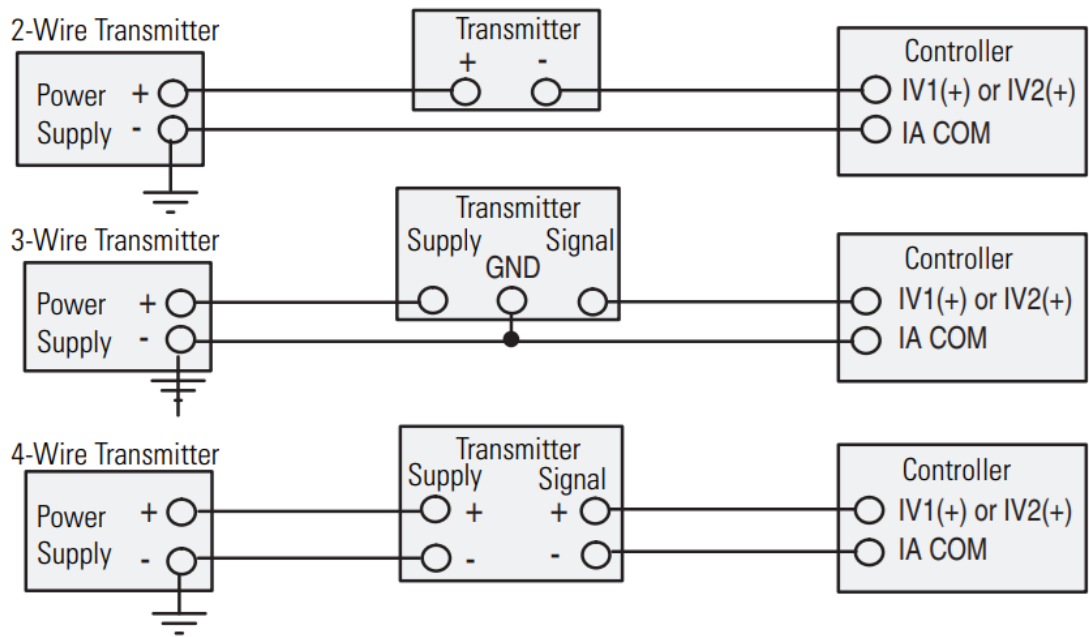 2-Wire Transmitter
Transmitter
+ -
Power +
Supply -
Controller
IV1(+) or IV2(+)
IA COM
3-Wire Transmitter
Transmitter
Supply Signal
GND
Power +
Supply -
Controller
IV1(+) or IV2(+)
IA COM
4-Wire Transmitter
Transmitter
Supply Signal
+ +
- -
Power +
Supply -
Controller
IV1(+) or IV2(+)
IA COM